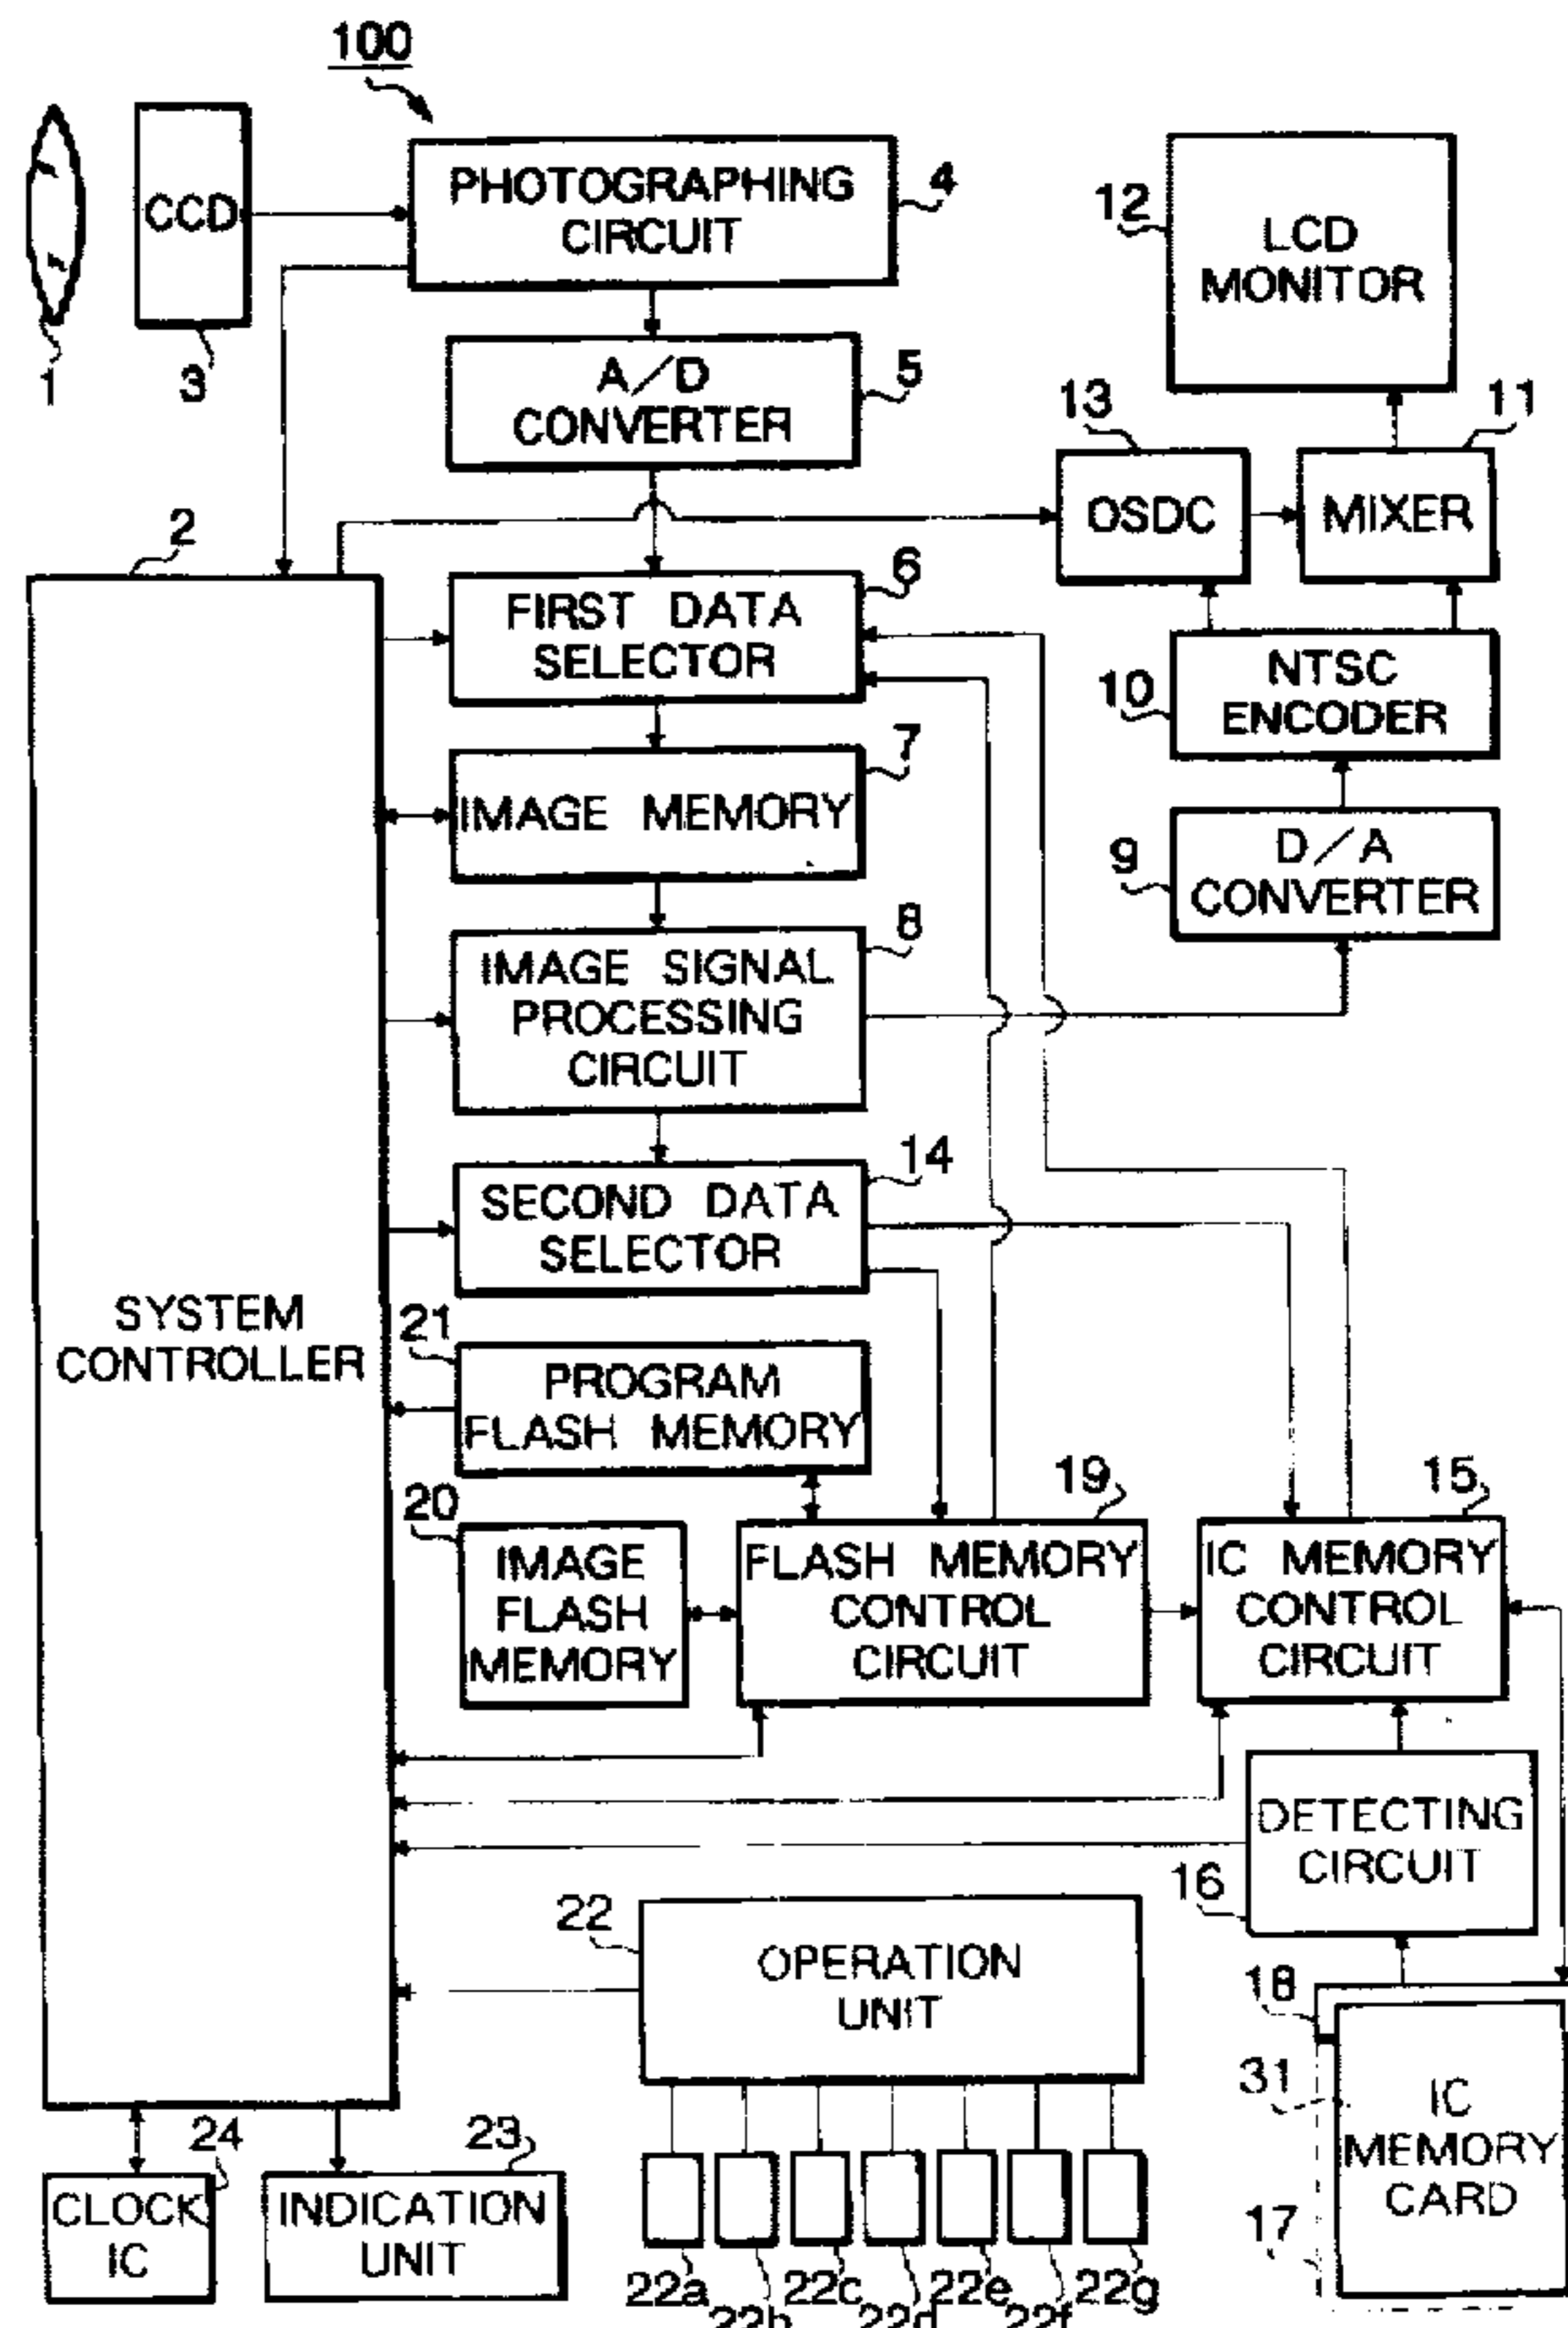 100
CCD
PHOTOGRAPHING
CIRCUIT
4
12
LCD
MONITOR
1
3
A/D
CONVERTER
5
13
11
2
OSDC
MIXER
FIRST DATA
SELECTOR
6
10
NTSC
ENCODER
7
IMAGE MEMORY
9
D/A
CONVERTER
8
IMAGE SIGNAL
PROCESSING
CIRCUIT
14
SECOND DATA
SELECTOR
SYSTEM
CONTROLLER
21
PROGRAM
FLASH MEMORY
20
19
15
IMAGE
FLASH
MEMORY
FLASH MEMORY
CONTROL
CIRCUIT
IC MEMORY
CONTROL
CIRCUIT
DETECTING
CIRCUIT
16
22
OPERATION
UNIT
18
31
IC
MEMORY
CARD
17
24
23
CLOCK
IC
INDICATION
UNIT
22a
22b
22c
22d
22e
22f
22g